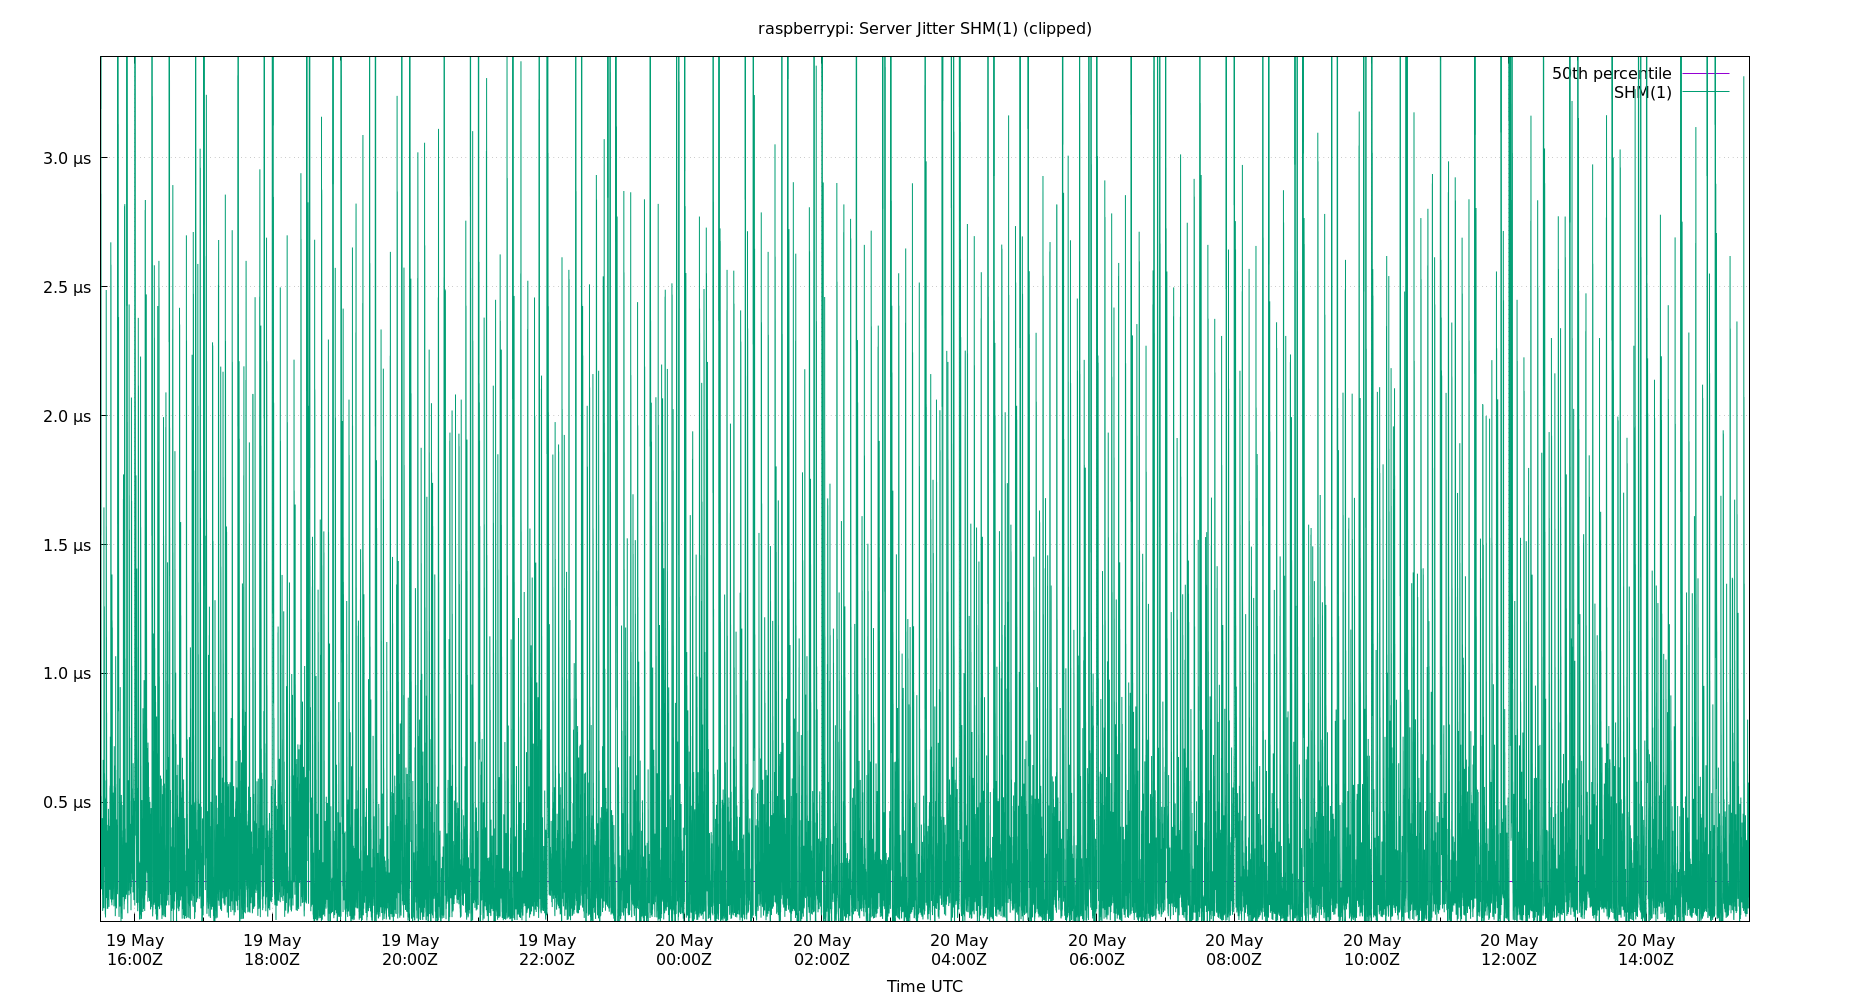 raspberrypi: Server Jitter SHM(1) (clipped)
50th percentile
SHM(1)
3.0 µs
2.5 µs
2.0 µs
1.5 µs
1.0 µs
0.5 µs
19 May 19 May 19 May 19 May 20 May 20 May 20 May 20 May 20 May 20 May 20 May 20 May
16:00Z 18:00Z 20:00Z 22:00Z 00:00Z 02:00Z 04:00Z 06:00Z 08:00Z 10:00Z 12:00Z 14:00Z
Time UTC